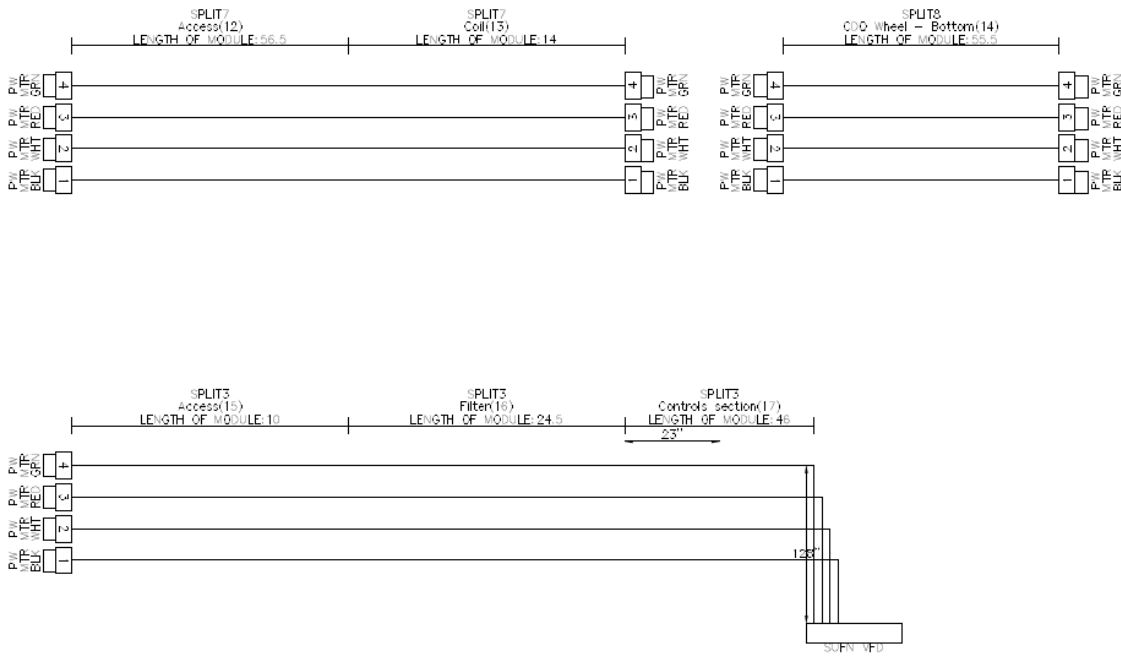 SPLIT7
Access(12)
LENGTH OF MODULE:56.5
SPLIT7
Coil(13)
LENGTH OF MODULE:14
SPLIT8
CDQ Wheel - Bottom(14)
LENGTH OF MODULE:55.5
PW MTR GRN 4
4 PW MTR GRN
PW MTR GRN 4
4 PW MTR GRN
PW MTR RED 3
3 PW MTR RED
PW MTR RED 3
3 PW MTR RED
PW MTR WHT 2
2 PW MTR WHT
PW MTR WHT 2
2 PW MTR WHT
PW MTR BLK 1
1 PW MTR BLK
PW MTR BLK 1
1 PW MTR BLK
SPLIT3
Access(15)
LENGTH OF MODULE:10
SPLIT3
Filter(16)
LENGTH OF MODULE:24.5
SPLIT3
Controls section(17)
LENGTH OF MODULE:46
23"
PW MTR GRN 4
PW MTR RED 3
PW MTR WHT 2
PW MTR BLK 1
SUFN VFD